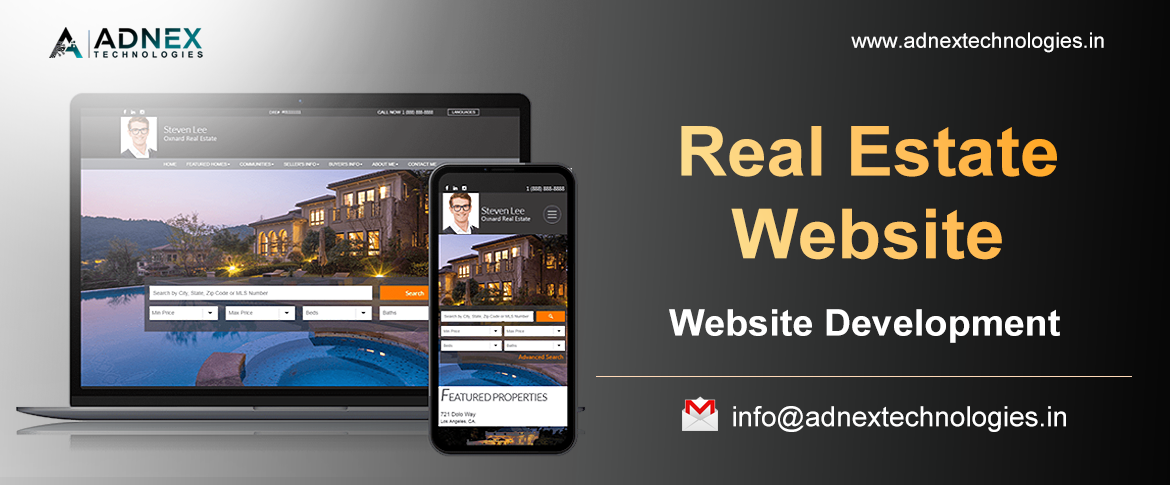 ADNEX
TECHNOLOGIES
www.adnextechnologies.in
Real Estate
Website
Website Development
info@adnextechnologies.in
CALL NOW 1 (888) 888-8888
LANGUAGES
Steven Lee
Oxnard Real Estate
HOME FEATURED HOMES COMMUNITIES SELLER'S INFO BUYER'S INFO ABOUT ME CONTACT ME
Search by City, State, Zip Code or MLS Number
Search
Min Price
Max Price
Beds
Baths
1 (888) 888-8888
Steven Lee
Oxnard Real Estate
Search by City, State, Zip Code or MLS Number
Min Price
Max Price
Beds
Baths
Advanced Search
FEATURED PROPERTIES
721 Dolo Way
Los Angeles, CA